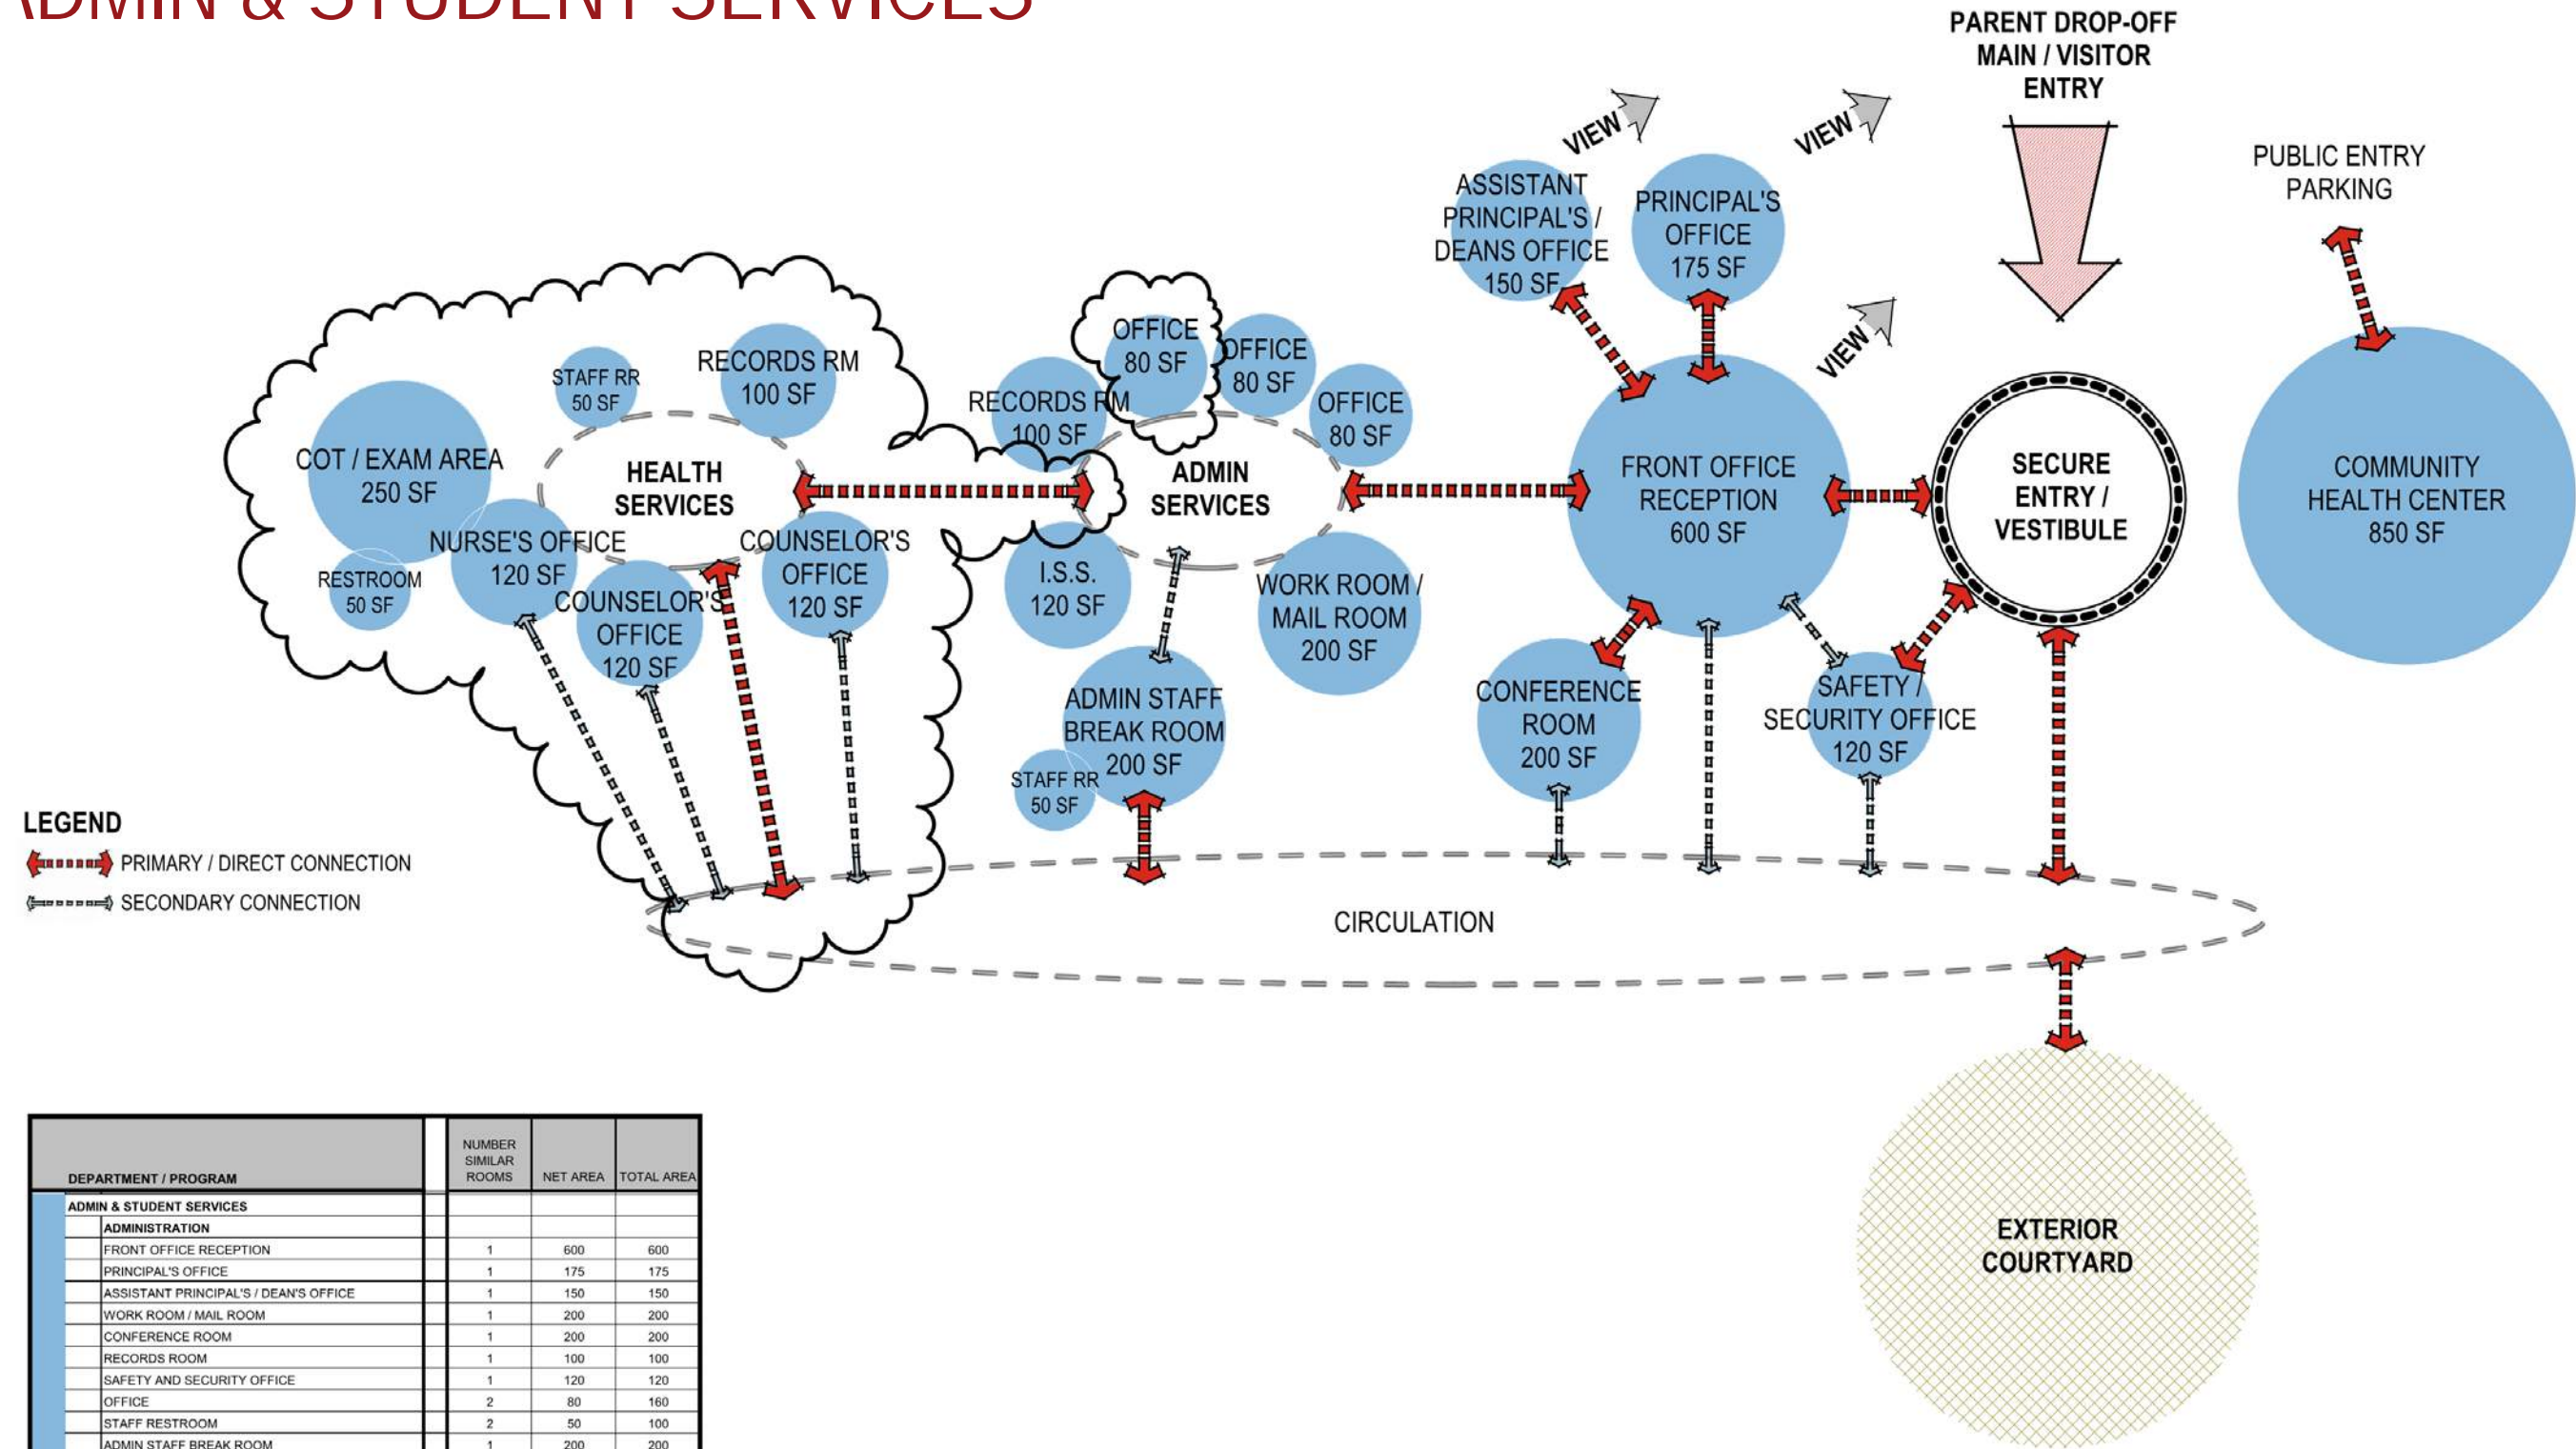 ADMIN & STUDENT SERVICES
PARENT DROP-OFF
MAIN / VISITOR
ENTRY
VIEW
VIEW
VIEW
PUBLIC ENTRY
PARKING
ASSISTANT
PRINCIPAL'S /
DEANS OFFICE
150 SF
PRINCIPAL'S
OFFICE
175 SF
STAFF RR
50 SF
RECORDS RM
100 SF
COT / EXAM AREA
250 SF
HEALTH
SERVICES
NURSE'S OFFICE
120 SF
RESTROOM
50 SF
COUNSELOR'S
OFFICE
120 SF
COUNSELOR'S
OFFICE
120 SF
RECORDS RM
100 SF
OFFICE
80 SF
OFFICE
80 SF
OFFICE
80 SF
ADMIN
SERVICES
I.S.S.
120 SF
WORK ROOM /
MAIL ROOM
200 SF
ADMIN STAFF
BREAK ROOM
200 SF
STAFF RR
50 SF
FRONT OFFICE
RECEPTION
600 SF
SECURE
ENTRY /
VESTIBULE
COMMUNITY
HEALTH CENTER
850 SF
CONFERENCE
ROOM
200 SF
SAFETY /
SECURITY OFFICE
120 SF
LEGEND
PRIMARY / DIRECT CONNECTION
SECONDARY CONNECTION
CIRCULATION
EXTERIOR
COURTYARD
DEPARTMENT / PROGRAM NUMBER SIMILAR ROOMS NET AREA TOTAL AREA
ADMIN & STUDENT SERVICES
ADMINISTRATION
FRONT OFFICE RECEPTION 1 600 600
PRINCIPAL'S OFFICE 1 175 175
ASSISTANT PRINCIPAL'S / DEAN'S OFFICE 1 150 150
WORK ROOM / MAIL ROOM 1 200 200
CONFERENCE ROOM 1 200 200
RECORDS ROOM 1 100 100
SAFETY AND SECURITY OFFICE 1 120 120
OFFICE 2 80 160
STAFF RESTROOM 2 50 100
ADMIN STAFF BREAK ROOM 1 200 200